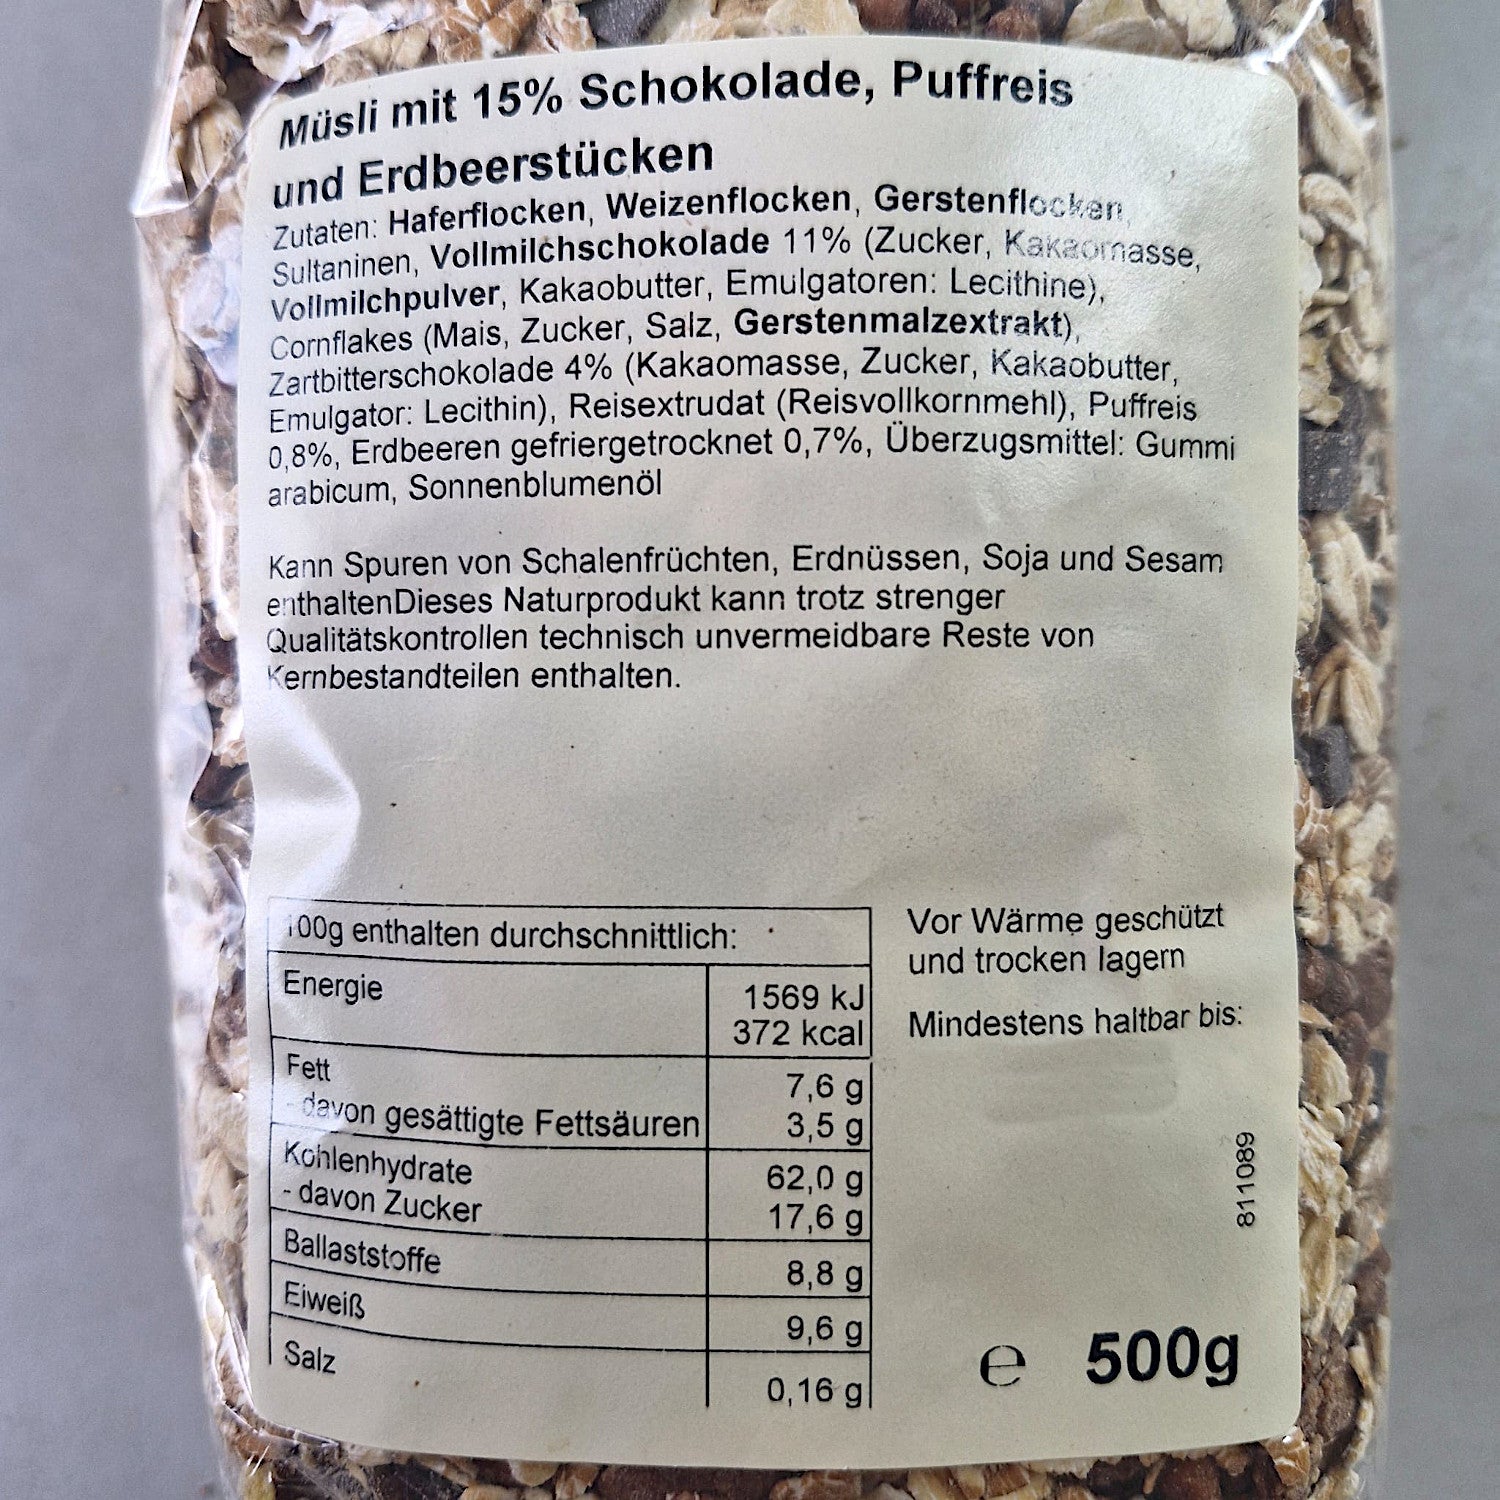 Müsli mit 15% Schokolade, Puffreis
und Erdbeerstücken
Zutaten: Haferflocken, Weizenflocken, Gerstenflocken,
Sultaninen, Vollmilchschokolade 11% (Zucker, Kakaomasse,
Vollmilchpulver, Kakaobutter, Emulgatoren: Lecithine),
Cornflakes (Mais, Zucker, Salz, Gerstenmalzextrakt),
Zartbitterschokolade 4% (Kakaomasse, Zucker, Kakaobutter,
Emulgator: Lecithin), Reisextrudat (Reisvollkornmehl), Puffreis
0,8%, Erdbeeren gefriergetrocknet 0,7%, Überzugsmittel: Gummi
arabicum, Sonnenblumenöl
Kann Spuren von Schalenfrüchten, Erdnüssen, Soja und Sesam
enthaltenDieses Naturprodukt kann trotz strenger
Qualitätskontrollen technisch unvermeidbare Reste von
Kernbestandteilen enthalten.
100g enthalten durchschnittlich:
Energie 1569 kJ
372 kcal
Fett 7,6 g
- davon gesättigte Fettsäuren 3,5 g
Kohlenhydrate 62,0 g
- davon Zucker 17,6 g
Ballaststoffe 8,8 g
Eiweiß 9,6 g
Salz 0,16 g
Vor Wärme geschützt
und trocken lagern
Mindestens haltbar bis:
811089
e 500g